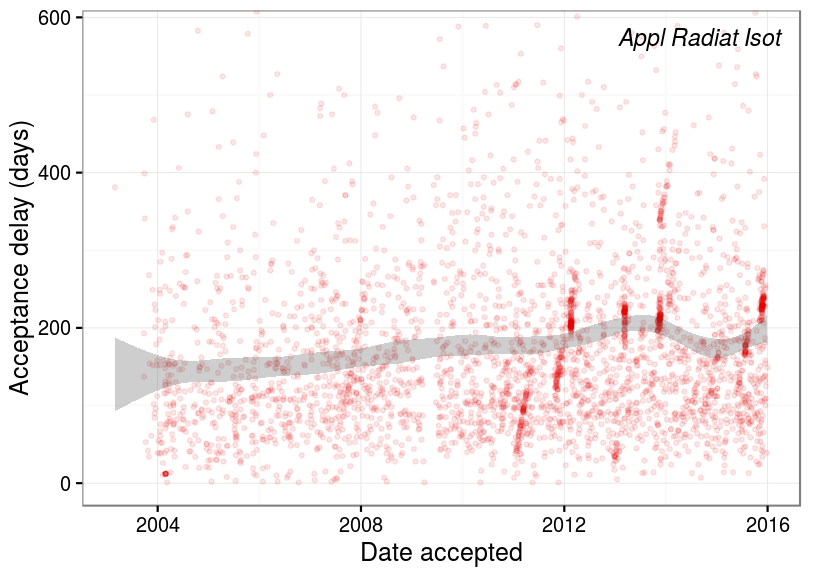 Appl Radiat Isot
Acceptance delay (days)
600
400
200
0
2004 2008 2012 2016
Date accepted